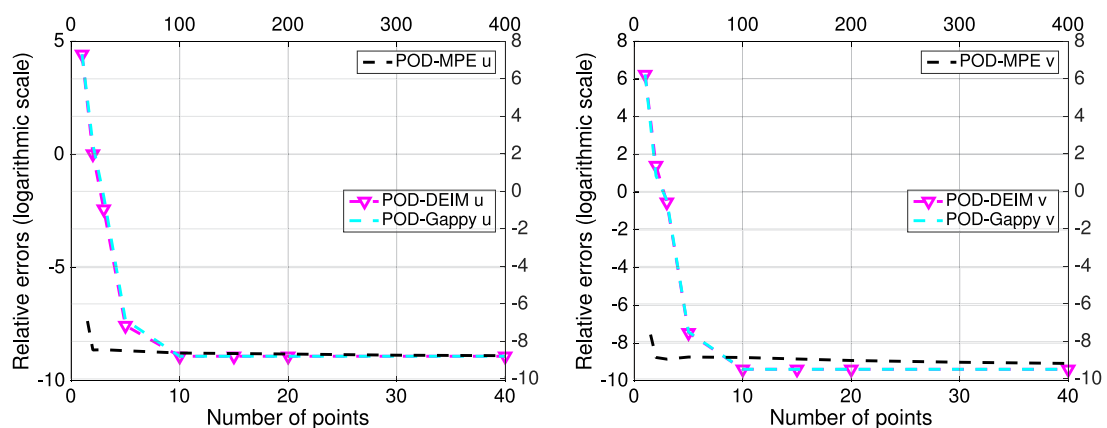 0 100 200 300 400
5 0 -5 -10
8 6 4 2 0 -2 -4 -6 -8 -10
Relative errors (logarithmic scale)
POD-MPE u
POD-DEIM u
POD-Gappy u
0 10 20 30 40
Number of points
0 100 200 300 400
8 6 4 2 0 -2 -4 -6 -8 -10
8 6 4 2 0 -2 -4 -6 -8 -10
Relative errors (logarithmic scale)
POD-MPE v
POD-DEIM v
POD-Gappy v
0 10 20 30 40
Number of points